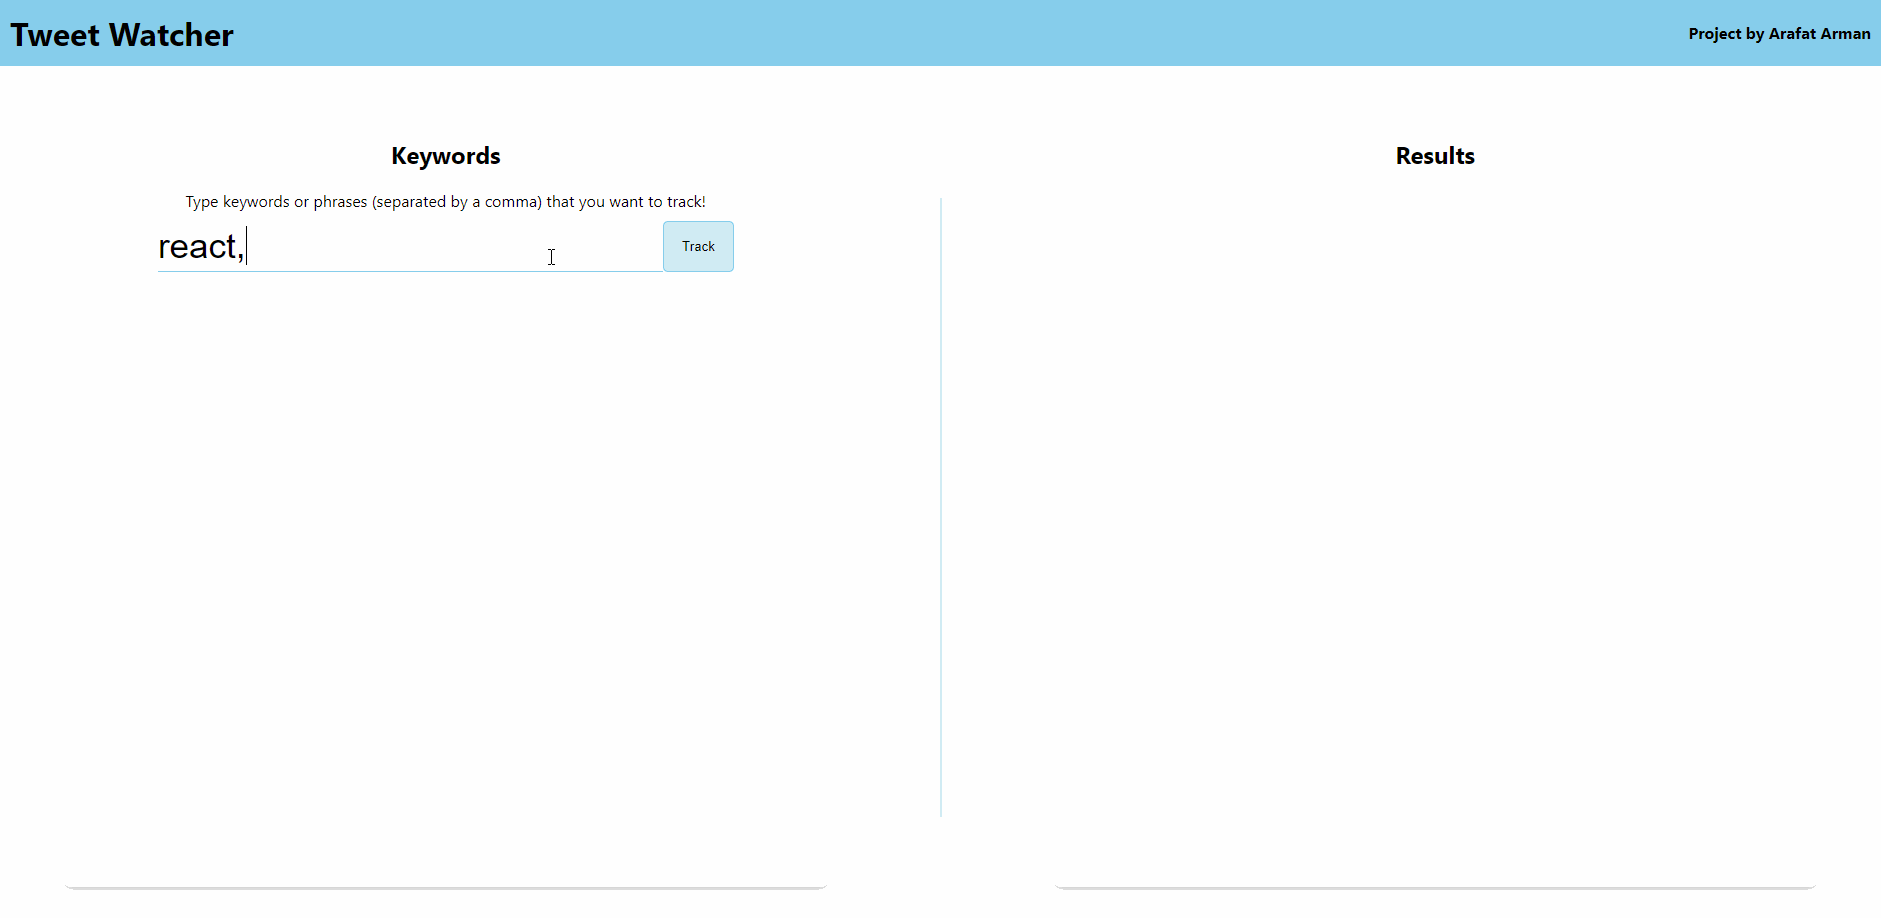 Tweet Watcher
Project by Arafat Arman
Keywords
Type keywords or phrases (separated by a comma) that you want to track!
react,
Track
Results